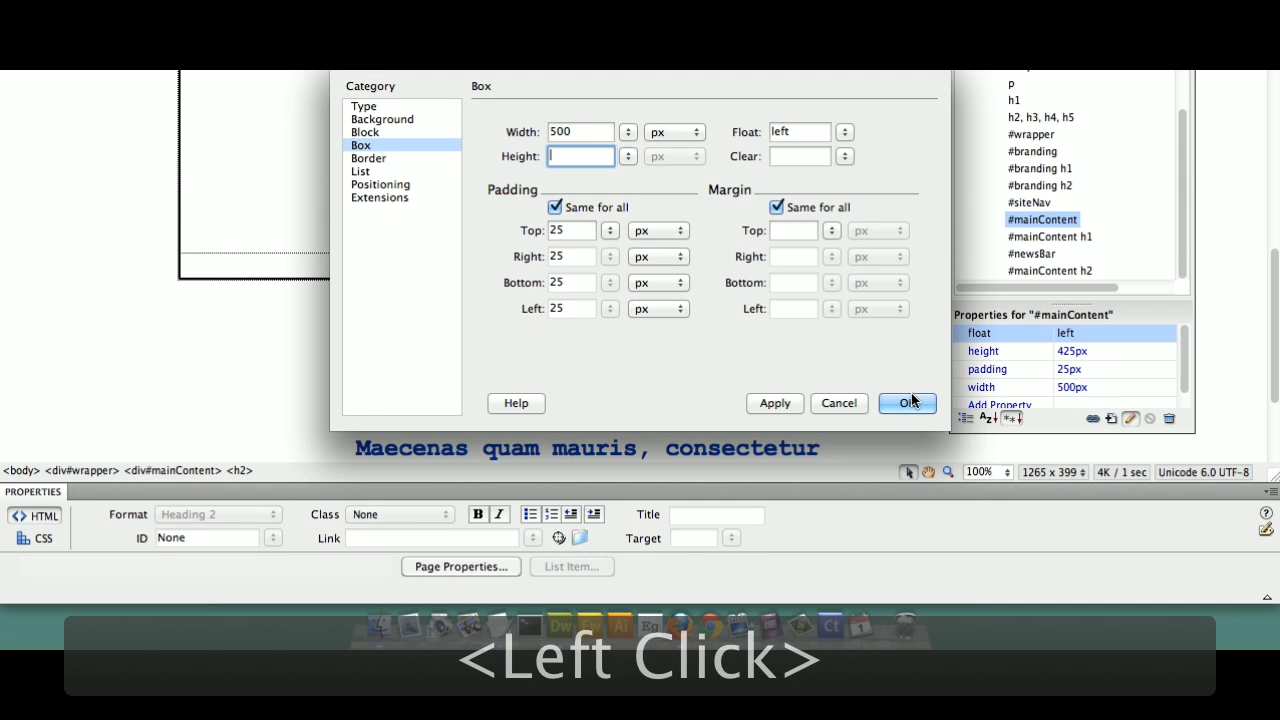 Category
Box
Type
Background
Block
Box
Border
List
Positioning
Extensions
Width: 500 px
Float: left
Height: px
Clear:
Padding
Margin
Same for all
Same for all
Top: 25 px
Top: px
Right: 25 px
Right: px
Bottom: 25 px
Bottom: px
Left: 25 px
Left: px
Help
Apply
Cancel
p
h1
h2, h3, h4, h5
#wrapper
#branding
#branding h1
#branding h2
#siteNav
#mainContent
#mainContent h1
#newsBar
#mainContent h2
Properties for "#mainContent"
float left
height 425px
padding 25px
width 500px
Add Property
Maecenas quam mauris, consectetur
<body> <div#wrapper> <div#mainContent> <h2>
100% 1265 x 399 4K / 1 sec Unicode 6.0 UTF-8
PROPERTIES
<> HTML
Format Heading 2
Class None
B I
Title
CSS
ID None
Link
Target
Page Properties...
List Item...
Dw Fw Ai Eg Ct 1
<Left Click>